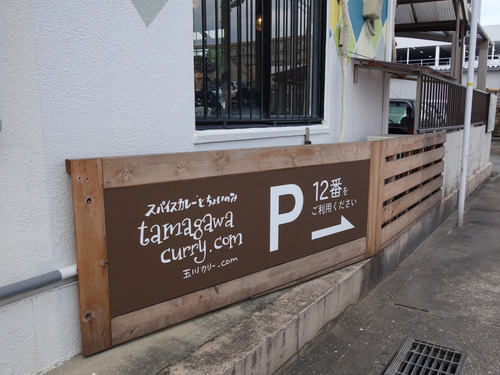 スパイスカレーとちょいのみ
tamagawa
curry.com
玉川カリー.com
P
12番を
ご利用ください